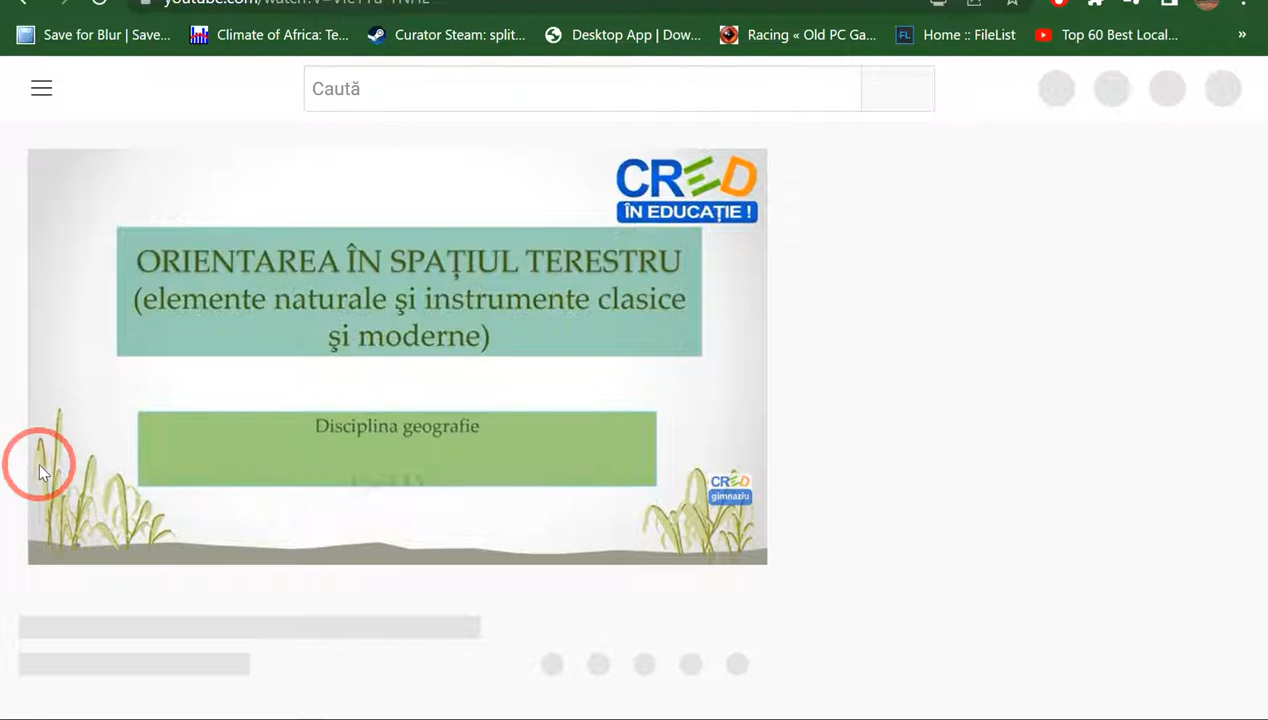 Save for Blur | Save...
Climate of Africa: Te...
Curator Steam: split...
Desktop App | Dow...
Racing « Old PC Ga...
FL
Home :: FileList
Top 60 Best Local...
»
Caută
CRED
ÎN EDUCAȚIE !
ORIENTAREA ÎN SPAȚIUL TERESTRU
(elemente naturale şi instrumente clasice
şi moderne)
Disciplina geografie
CRED
gimnaziu